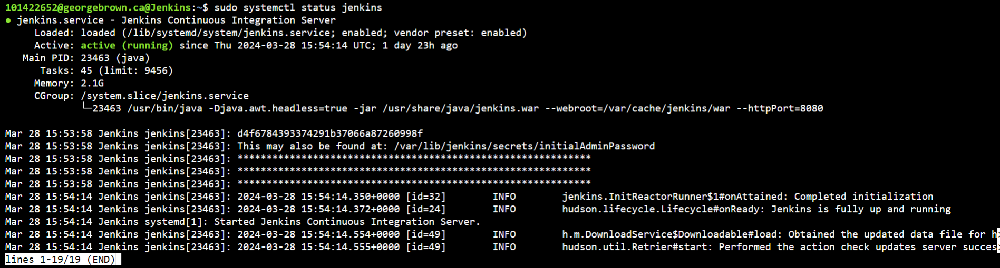 101422652@georgebrown.ca@Jenkins:~$ sudo systemctl status jenkins
● jenkins.service - Jenkins Continuous Integration Server
     Loaded: loaded (/lib/systemd/system/jenkins.service; enabled; vendor preset: enabled)
     Active: active (running) since Thu 2024-03-28 15:54:14 UTC; 1 day 23h ago
   Main PID: 23463 (java)
      Tasks: 45 (limit: 9456)
     Memory: 2.1G
     CGroup: /system.slice/jenkins.service
             └─23463 /usr/bin/java -Djava.awt.headless=true -jar /usr/share/java/jenkins.war --webroot=/var/cache/jenkins/war --httpPort=8080
Mar 28 15:53:58 Jenkins jenkins[23463]: d4f6784393374291b37066a87260998f
Mar 28 15:53:58 Jenkins jenkins[23463]: This may also be found at: /var/lib/jenkins/secrets/initialAdminPassword
Mar 28 15:53:58 Jenkins jenkins[23463]: *************************************************************
Mar 28 15:53:58 Jenkins jenkins[23463]: *************************************************************
Mar 28 15:53:58 Jenkins jenkins[23463]: *************************************************************
Mar 28 15:54:14 Jenkins jenkins[23463]: 2024-03-28 15:54:14.350+0000 [id=32]        INFO        jenkins.InitReactorRunner$1#onAttained: Completed initialization
Mar 28 15:54:14 Jenkins jenkins[23463]: 2024-03-28 15:54:14.372+0000 [id=24]        INFO        hudson.lifecycle.Lifecycle#onReady: Jenkins is fully up and running
Mar 28 15:54:14 Jenkins systemd[1]: Started Jenkins Continuous Integration Server.
Mar 28 15:54:14 Jenkins jenkins[23463]: 2024-03-28 15:54:14.554+0000 [id=49]        INFO        h.m.DownloadService$Downloadable#load: Obtained the updated data file for h>
Mar 28 15:54:14 Jenkins jenkins[23463]: 2024-03-28 15:54:14.555+0000 [id=49]        INFO        hudson.util.Retrier#start: Performed the action check updates server succes>
lines 1-19/19 (END)